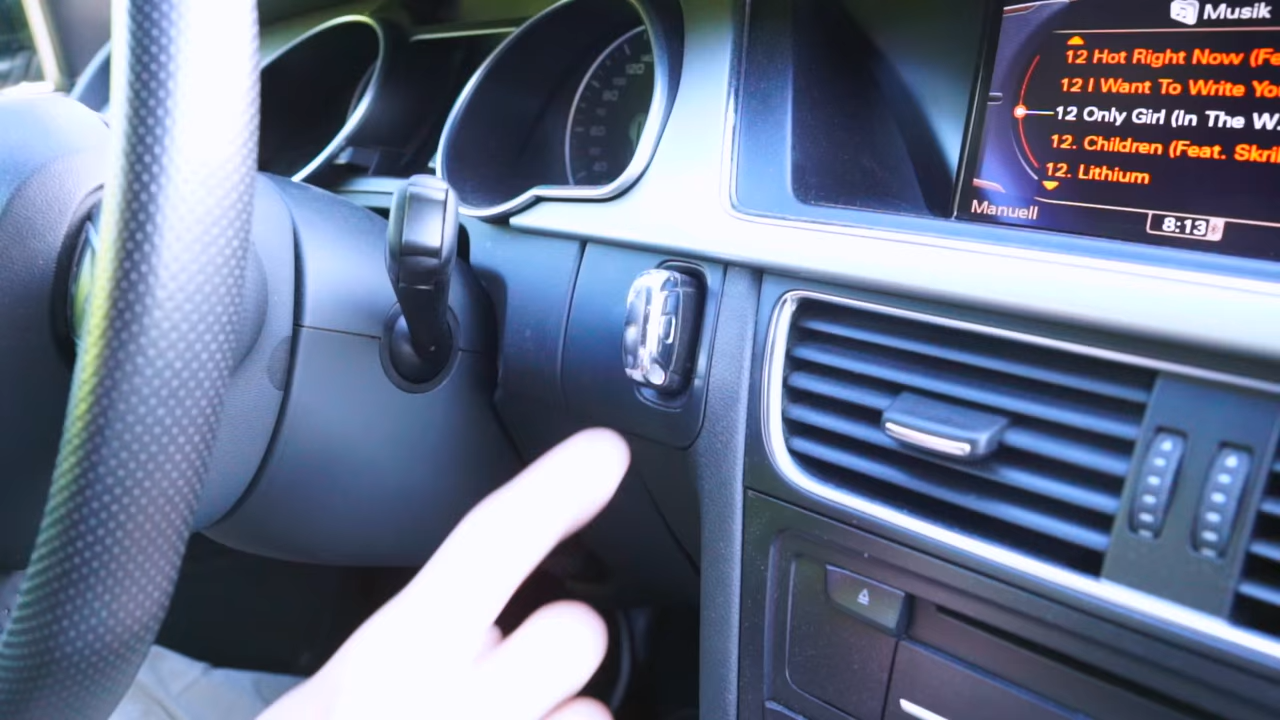 Musik
12 Hot Right Now (Fe
12 I Want To Write You
12 Only Girl (In The W
12. Children (Feat. Skril
12. Lithium
Manuell
8:13
120